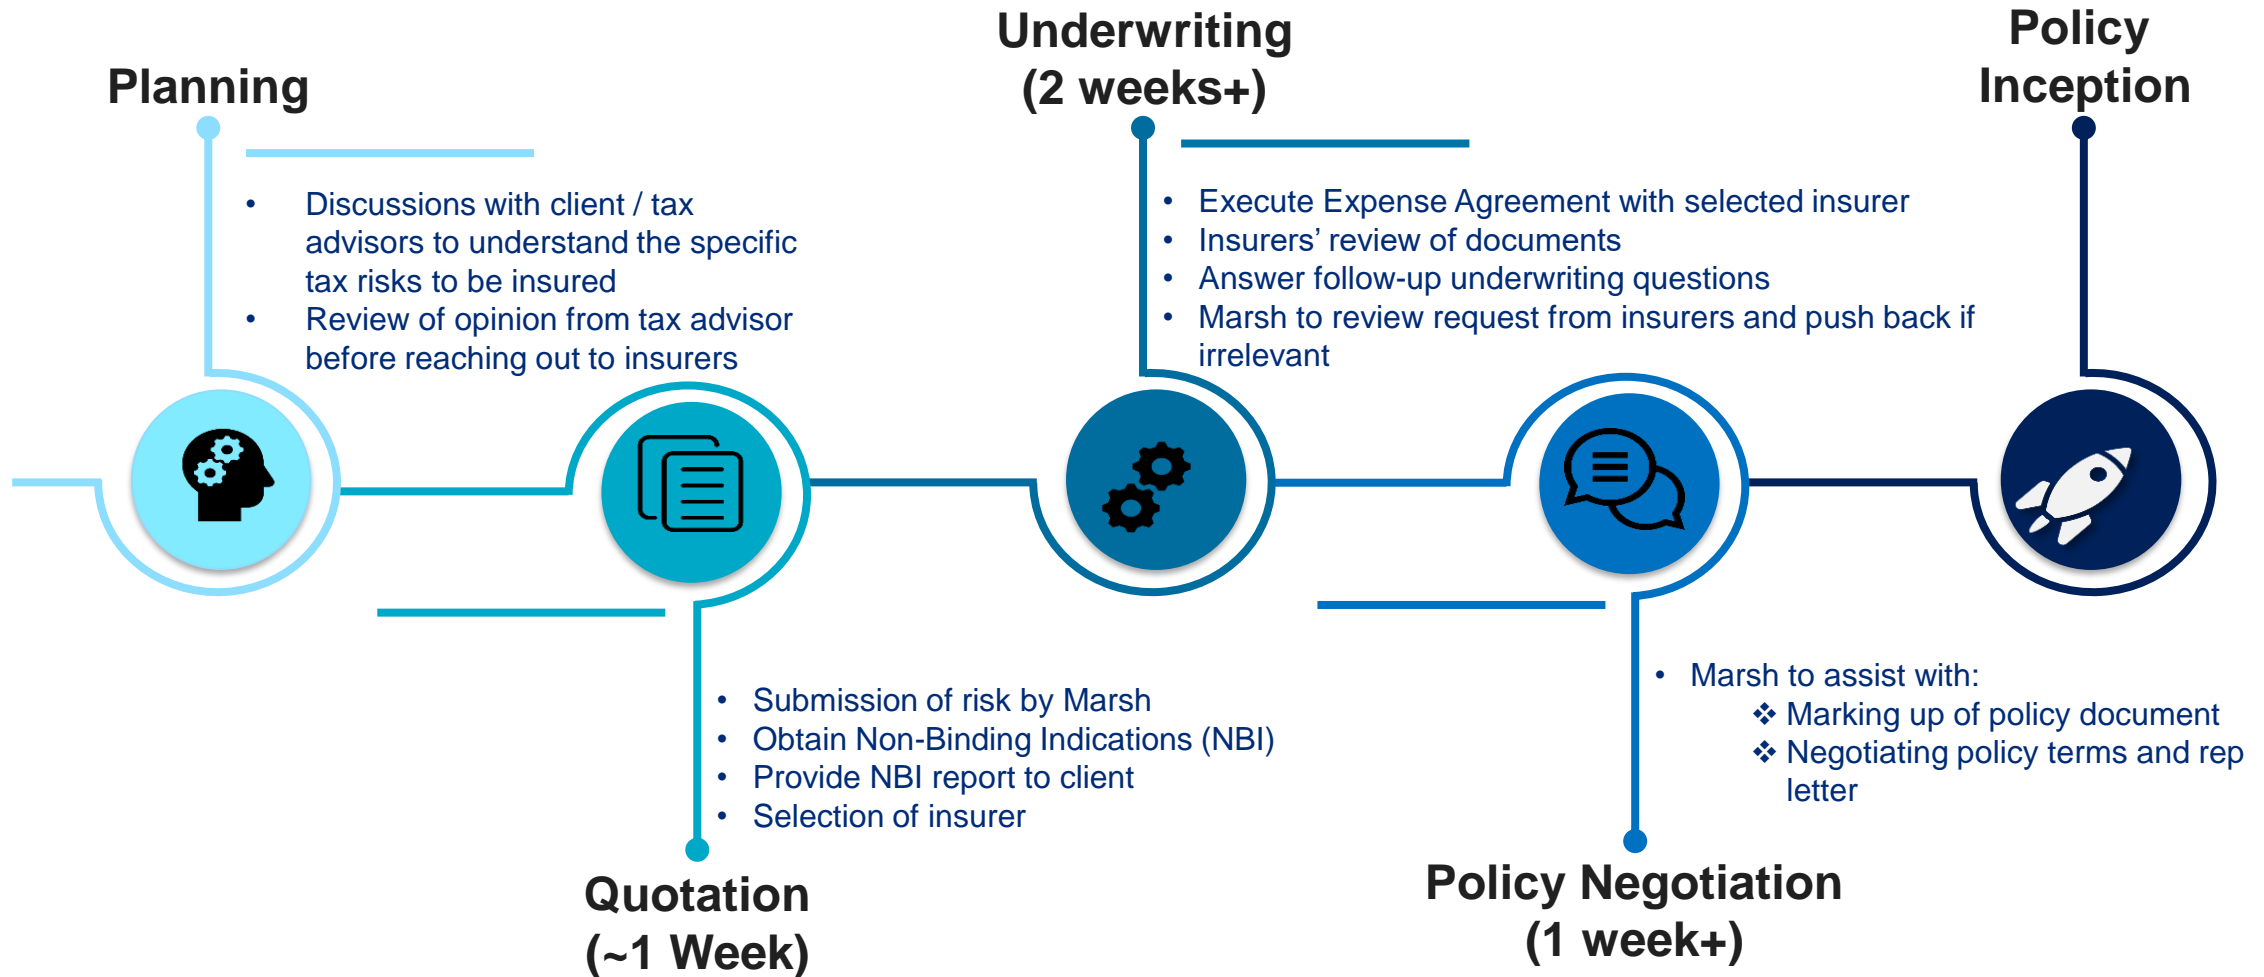 Planning
• Discussions with client / tax
advisors to understand the specific
tax risks to be insured
• Review of opinion from tax advisor
before reaching out to insurers
• Submission of risk by Marsh
• Obtain Non-Binding Indications (NBI)
• Provide NBI report to client
• Selection of insurer
Quotation
(~1 Week)
Underwriting
(2 weeks+)
• Execute Expense Agreement with selected insurer
• Insurers’ review of documents
• Answer follow-up underwriting questions
• Marsh to review request from insurers and push back if
irrelevant
• Marsh to assist with:
❖ Marking up of policy document
❖ Negotiating policy terms and rep
letter
Policy Negotiation
(1 week+)
Policy
Inception